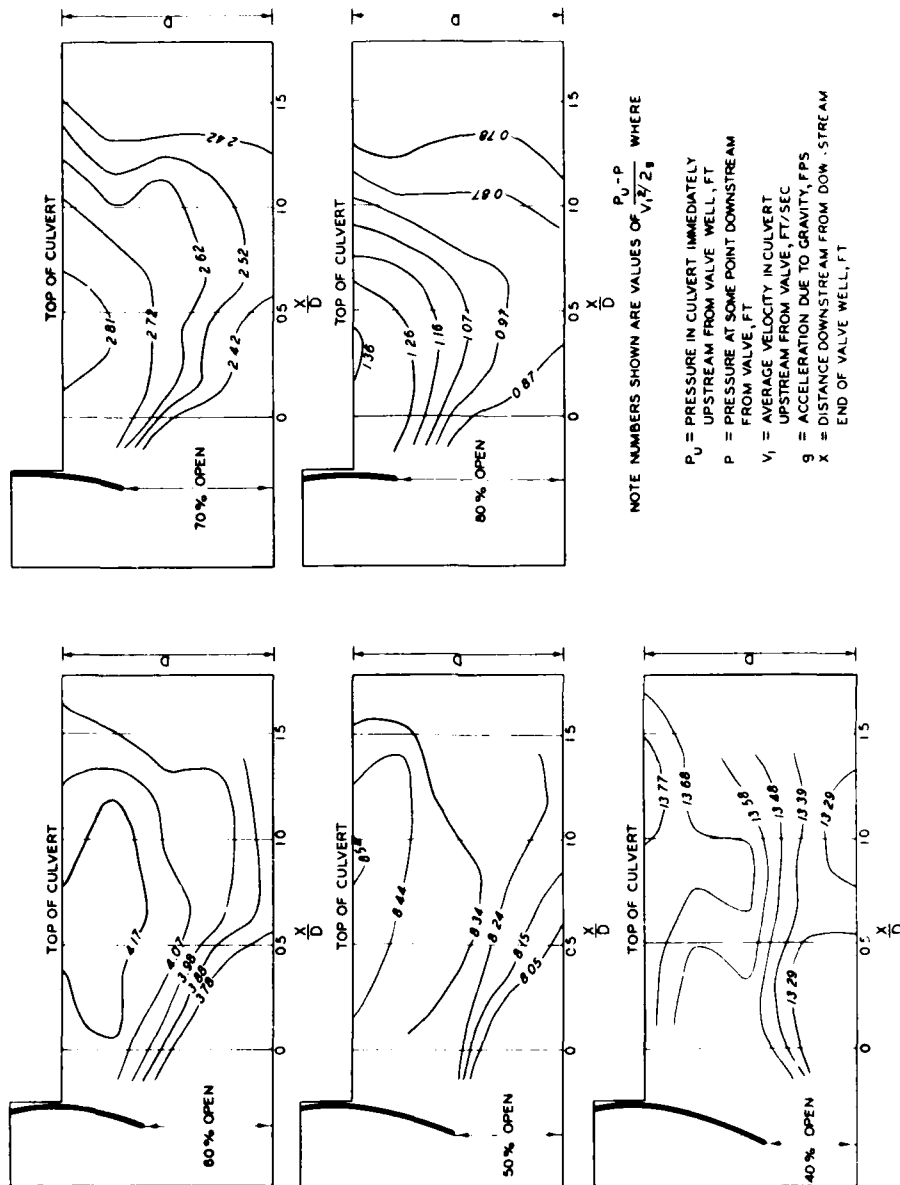 TOP OF CULVERT
4.17
4.07
3.98
3.88
3.78
60% OPEN
0
0.5
1.0
1.5
X
D
D
TOP OF CULVERT
8.44
8.34
8.24
8.15
8.05
50% OPEN
0
0.5
1.0
1.5
X
D
D
TOP OF CULVERT
13.77
13.68
13.58
13.48
13.39
13.29
13.29
40% OPEN
0
0.5
1.0
1.5
X
D
D
TOP OF CULVERT
2.81
2.72
2.62
2.52
2.42
2.42
70% OPEN
0
0.5
1.0
1.5
X
D
D
TOP OF CULVERT
1.36
1.26
1.16
1.07
0.97
0.87
0.87
0.78
80% OPEN
0
0.5
1.0
1.5
X
D
D
NOTE NUMBERS SHOWN ARE VALUES OF (P_U - P)/(V_1^2/2g) WHERE
P_U = PRESSURE IN CULVERT IMMEDIATELY
UPSTREAM FROM VALVE WELL, FT
P = PRESSURE AT SOME POINT DOWNSTREAM
FROM VALVE, FT
V_1 = AVERAGE VELOCITY IN CULVERT
UPSTREAM FROM VALVE, FT/SEC
g = ACCELERATION DUE TO GRAVITY, FPS
X = DISTANCE DOWNSTREAM FROM DOWNSTREAM
END OF VALVE WELL, FT